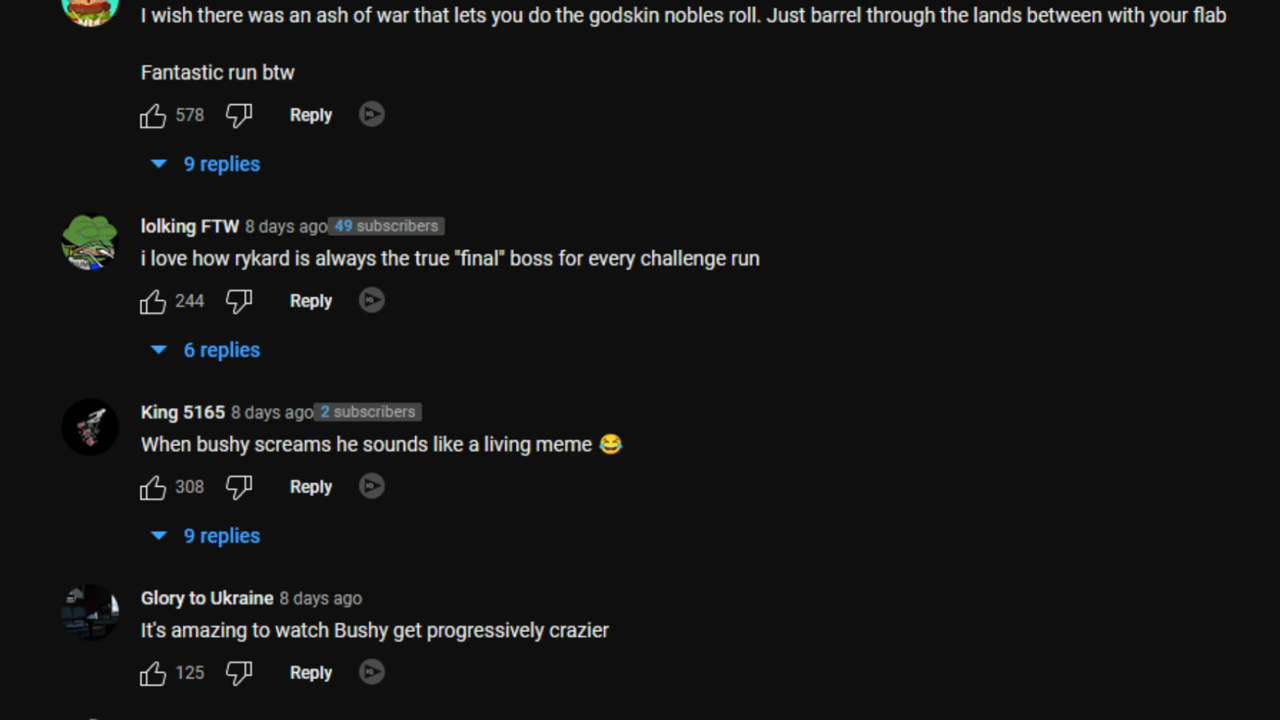 I wish there was an ash of war that lets you do the godskin nobles roll. Just barrel through the lands between with your flab
Fantastic run btw
578 Reply
9 replies
lolking FTW 8 days ago 49 subscribers
i love how rykard is always the true "final" boss for every challenge run
244 Reply
6 replies
King 5165 8 days ago 2 subscribers
When bushy screams he sounds like a living meme 😂
308 Reply
9 replies
Glory to Ukraine 8 days ago
It's amazing to watch Bushy get progressively crazier
125 Reply